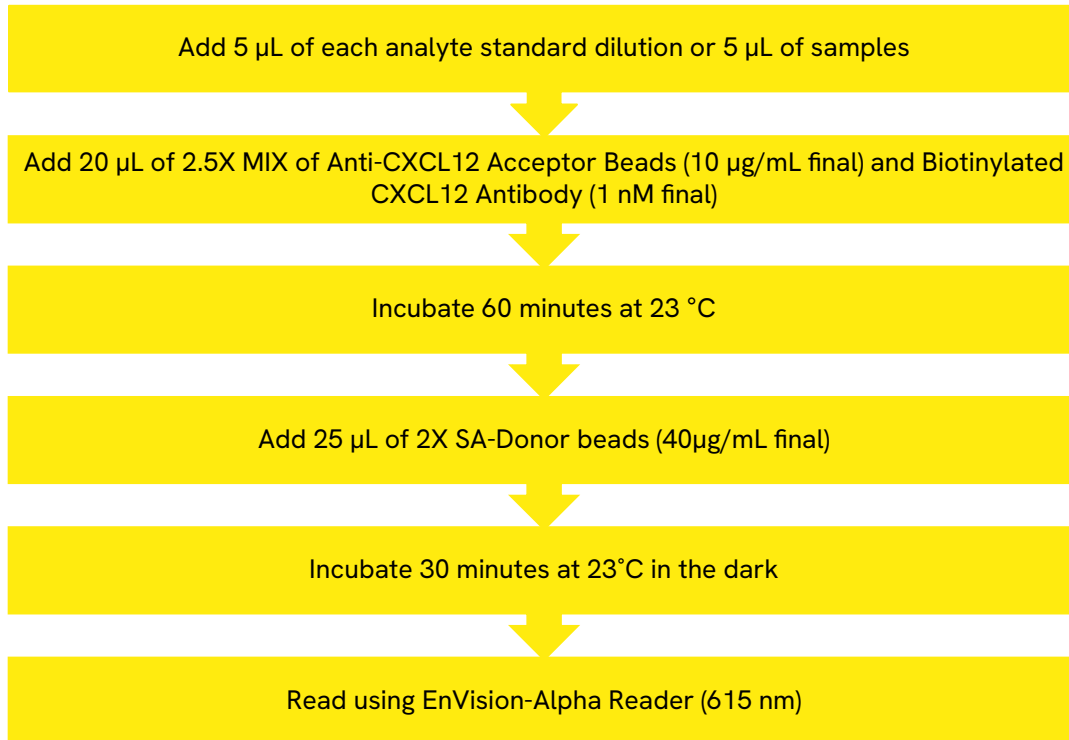 Add 5 µL of each analyte standard dilution or 5 µL of samples
Add 20 µL of 2.5X MIX of Anti-CXCL12 Acceptor Beads (10 µg/mL final) and Biotinylated
CXCL12 Antibody (1 nM final)
Incubate 60 minutes at 23 °C
Add 25 µL of 2X SA-Donor beads (40µg/mL final)
Incubate 30 minutes at 23˚C in the dark
Read using EnVision-Alpha Reader (615 nm)